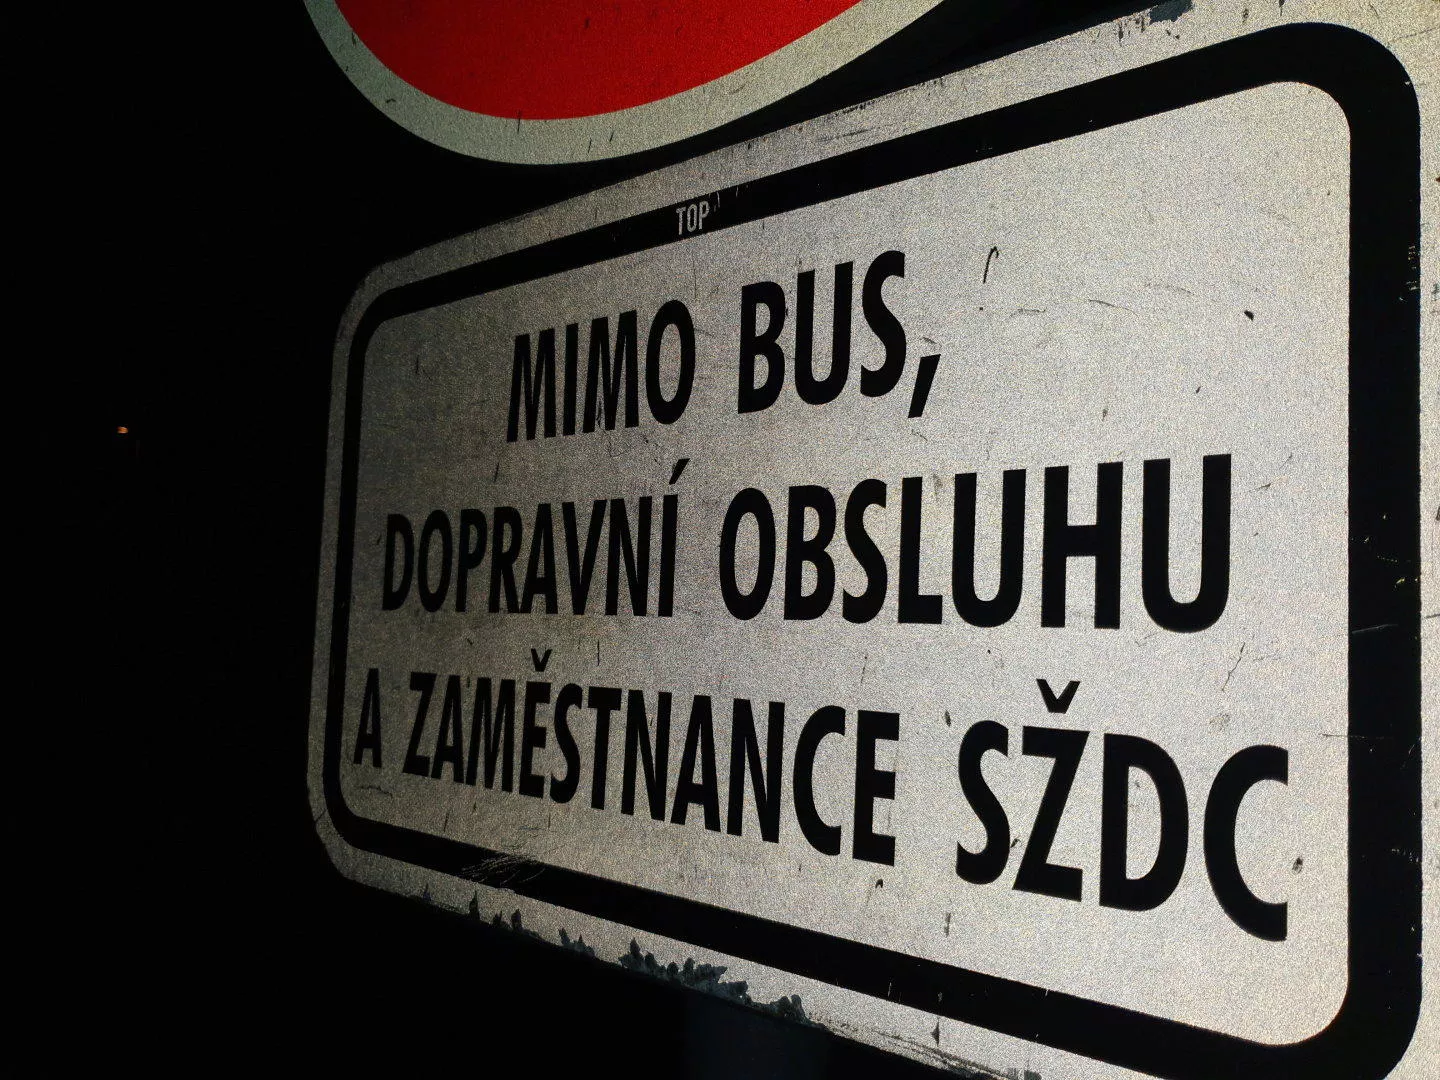 TOP
MIMO BUS,
DOPRAVNÍ OBSLUHU
A ZAMĚSTNANCE SŽDC